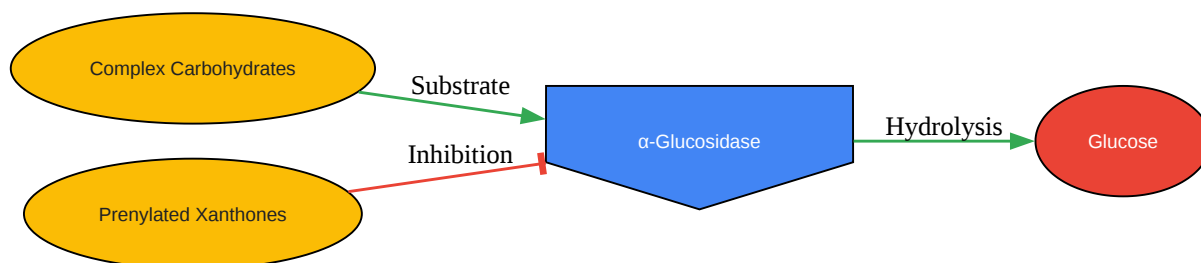 Complex Carbohydrates
Substrate
Inhibition
Prenylated Xanthones
α-Glucosidase
Hydrolysis
Glucose